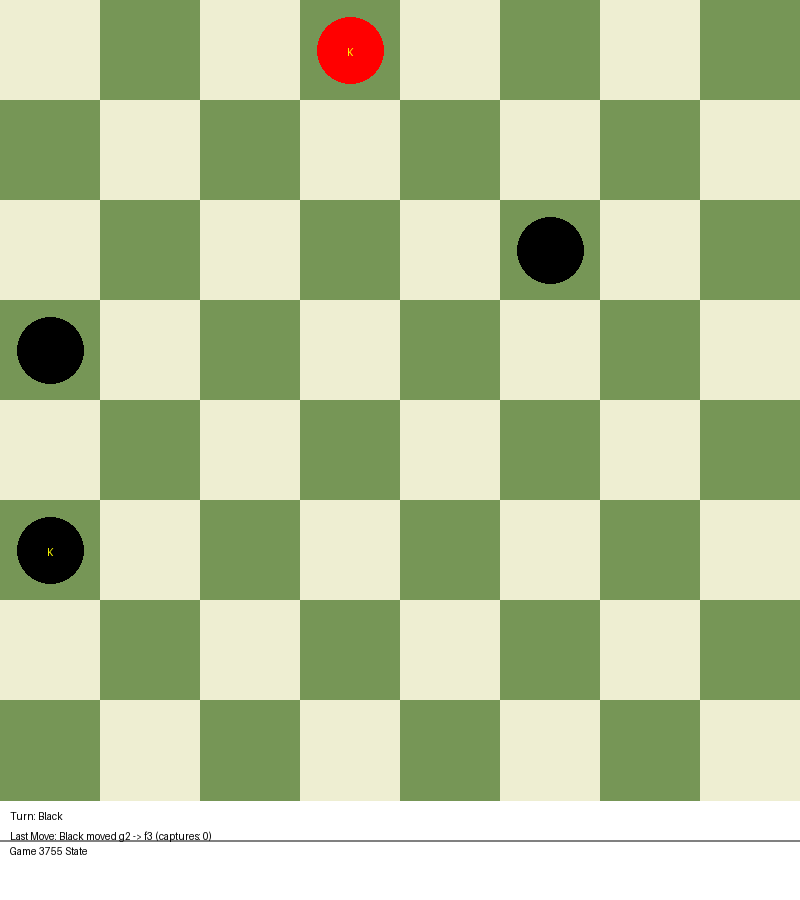 K
K
Turn: Black
Last Move: Black moved g2 -> f3 (captures: 0)
Game 3755 State